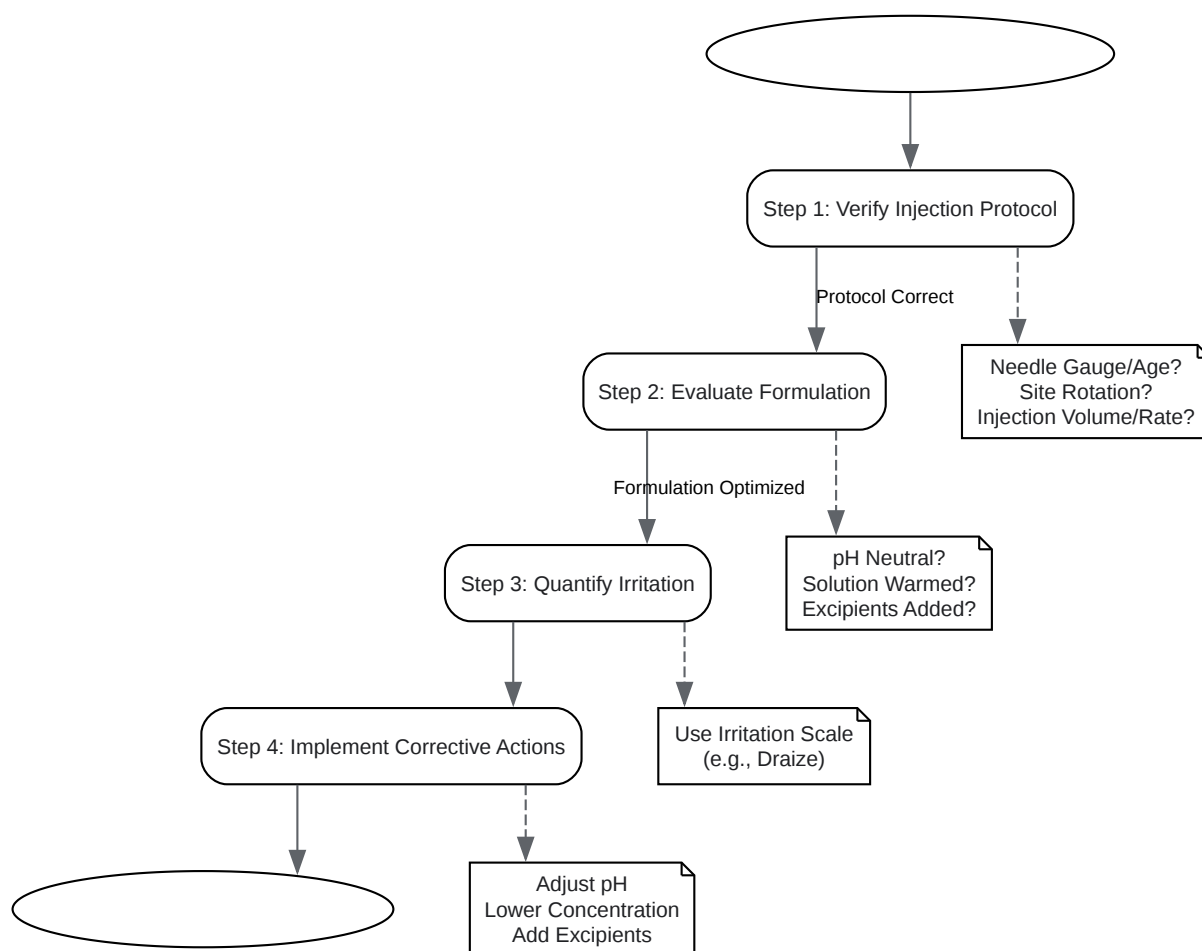 Step 1: Verify Injection Protocol
Protocol Correct
Needle Gauge/Age?
Site Rotation?
Injection Volume/Rate?
Step 2: Evaluate Formulation
Formulation Optimized
pH Neutral?
Solution Warmed?
Excipients Added?
Step 3: Quantify Irritation
Use Irritation Scale
(e.g., Draize)
Step 4: Implement Corrective Actions
Adjust pH
Lower Concentration
Add Excipients